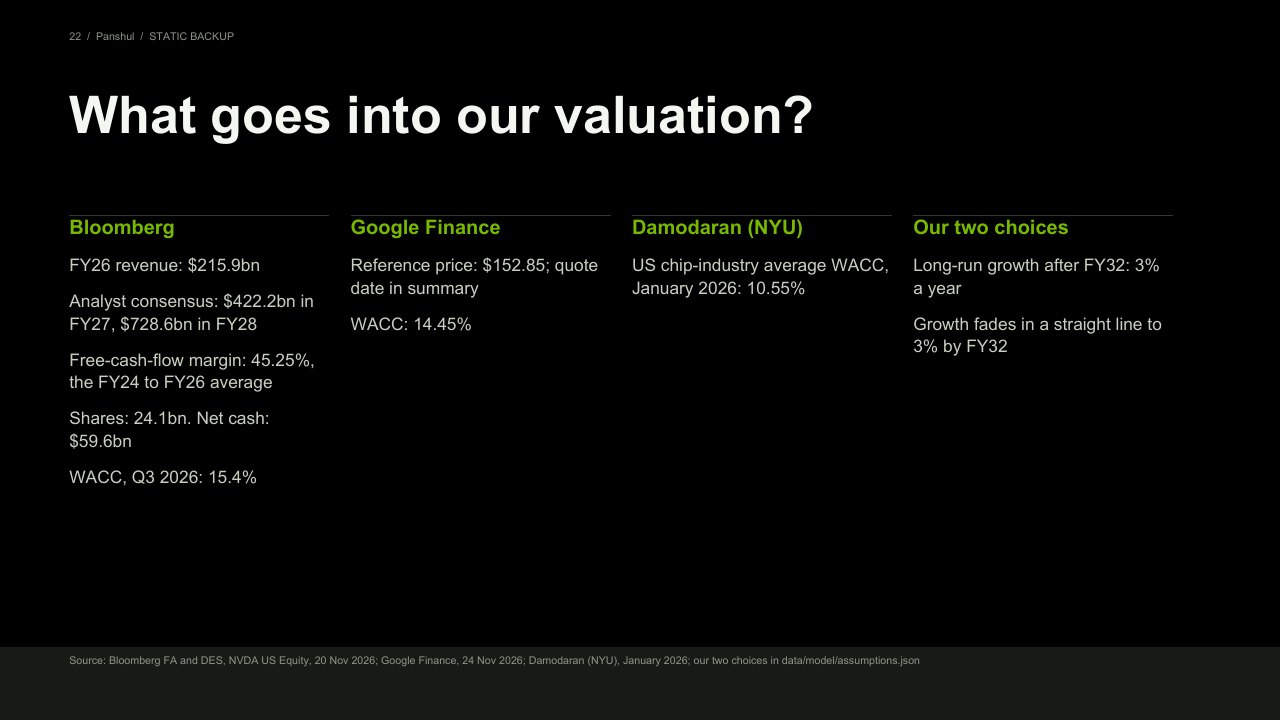 22 / Panshul / STATIC BACKUP
What goes into our valuation?
Bloomberg
FY26 revenue: $215.9bn
Analyst consensus: $422.2bn in
FY27, $728.6bn in FY28
Free-cash-flow margin: 45.25%,
the FY24 to FY26 average
Shares: 24.1bn. Net cash:
$59.6bn
WACC, Q3 2026: 15.4%
Google Finance
Reference price: $152.85; quote
date in summary
WACC: 14.45%
Damodaran (NYU)
US chip-industry average WACC,
January 2026: 10.55%
Our two choices
Long-run growth after FY32: 3%
a year
Growth fades in a straight line to
3% by FY32
Source: Bloomberg FA and DES, NVDA US Equity, 20 Nov 2026; Google Finance, 24 Nov 2026; Damodaran (NYU), January 2026; our two choices in data/model/assumptions.json